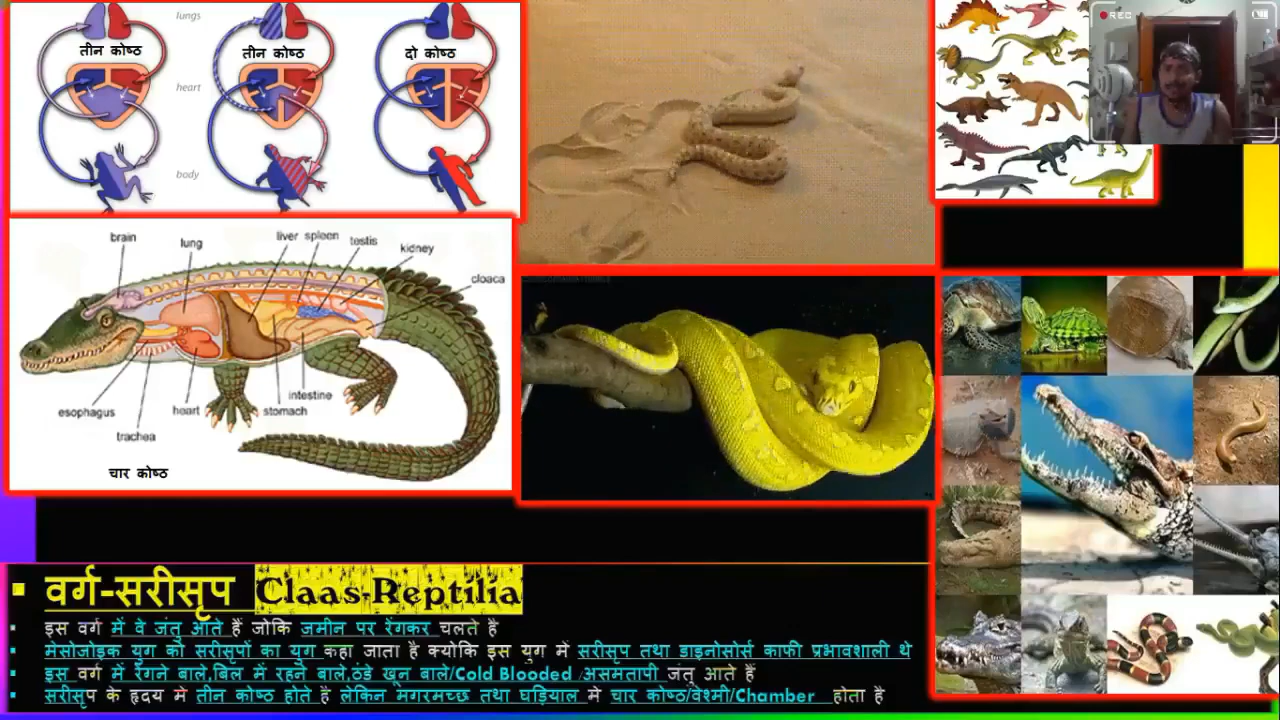 lungs
तीन कोष्ठ
तीन कोष्ठ
दो कोष्ठ
heart
body
REC
brain
lung
liver
spleen
testis
kidney
cloaca
esophagus
trachea
heart
stomach
intestine
चार कोष्ठ
वर्ग-सरीसृप Claas-Reptilia
इस वर्ग में वे जंतु आते हैं जोकि जमीन पर रेंगकर चलते है
मेसोजोइक युग को सरीसृपों का युग कहा जाता है क्योकि इस युग में सरीसृप तथा डाइनोसोर्स काफी प्रभावशाली थे
इस वर्ग में रेंगने बाले,बिल में रहने बाले,ठंडे खून बाले/Cold Blooded /असमतापी जंतु आते हैं
सरीसृप के हृदय में तीन कोष्ठ होते है लेकिन मगरमच्छ तथा घड़ियाल मे चार कोष्ठ/वेश्मी/Chamber होता है